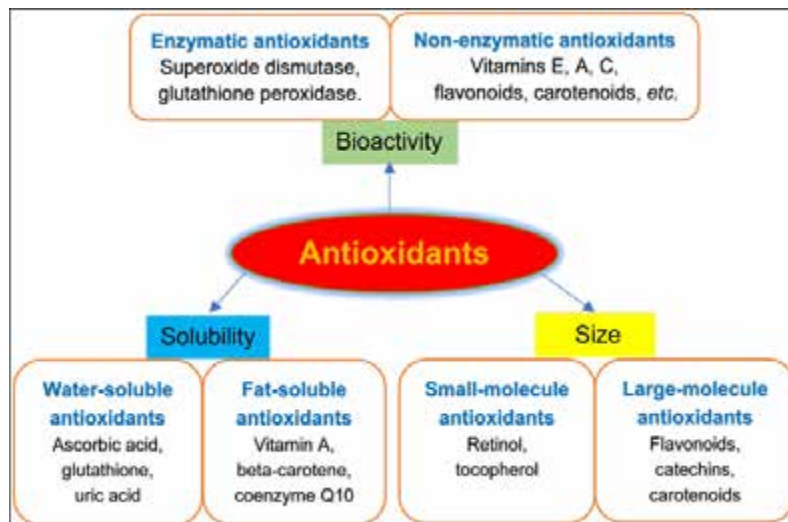 Enzymatic antioxidants
Superoxide dismutase,
glutathione peroxidase.
Non-enzymatic antioxidants
Vitamins E, A, C,
flavonoids, carotenoids, etc.
Bioactivity
Antioxidants
Solubility
Size
Water-soluble
antioxidants
Ascorbic acid,
glutathione,
uric acid
Fat-soluble
antioxidants
Vitamin A,
beta-carotene,
coenzyme Q10
Small-molecule
antioxidants
Retinol,
tocopherol
Large-molecule
antioxidants
Flavonoids,
catechins,
carotenoids